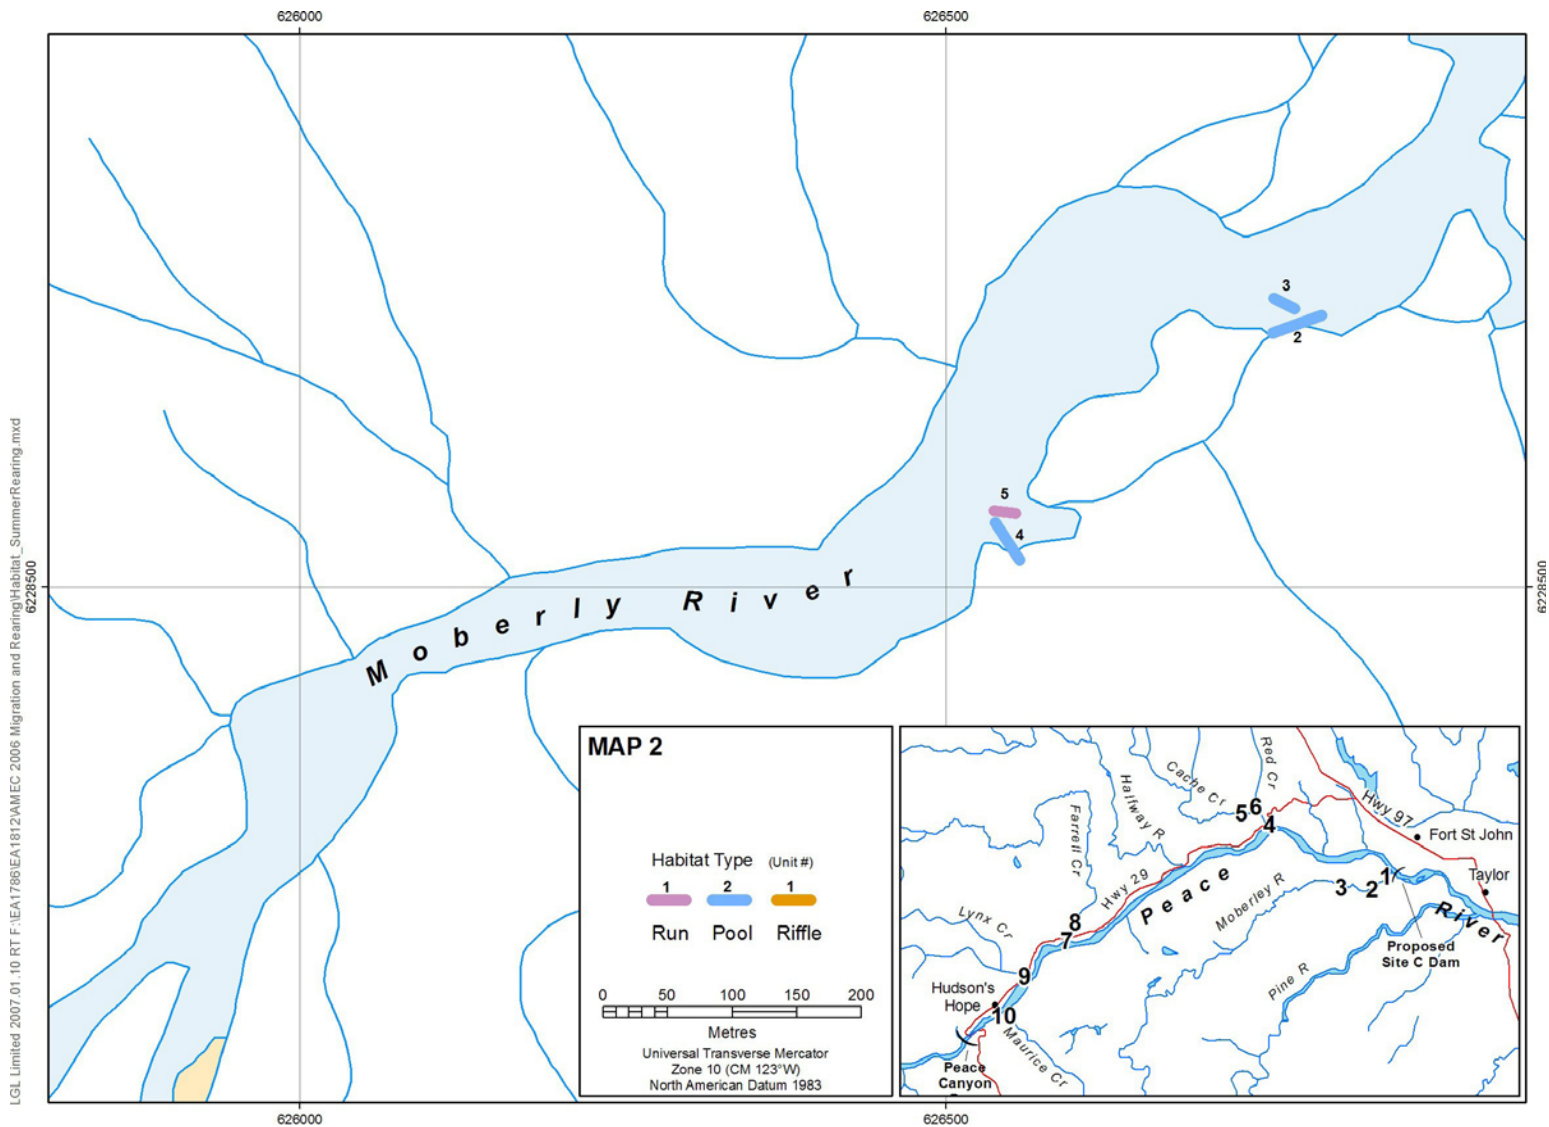 626000
626500
6228500
6228500
3
2
5
4
Moberly River
MAP 2
Habitat Type (Unit #)
1 2 1
Run Pool Riffle
0 50 100 150 200
Metres
Universal Transverse Mercator
Zone 10 (CM 123°W)
North American Datum 1983
Red Cr
Cache Cr
Halfway R
Farrell Cr
Hwy 97
5 6
4
Fort St John
Hwy 29
Peace
Moberley R
3 2 1
Taylor
River
Lynx Cr
8
7
Proposed
Site C Dam
Pine R
9
Hudson's
Hope
10
Maurice Cr
Peace
Canyon
626000
626500
LGL Limited 2007.01.10 RT F:\EA1786\EA1812\AMEC 2006 Migration and Rearing\Habitat_SummerRearing.mxd